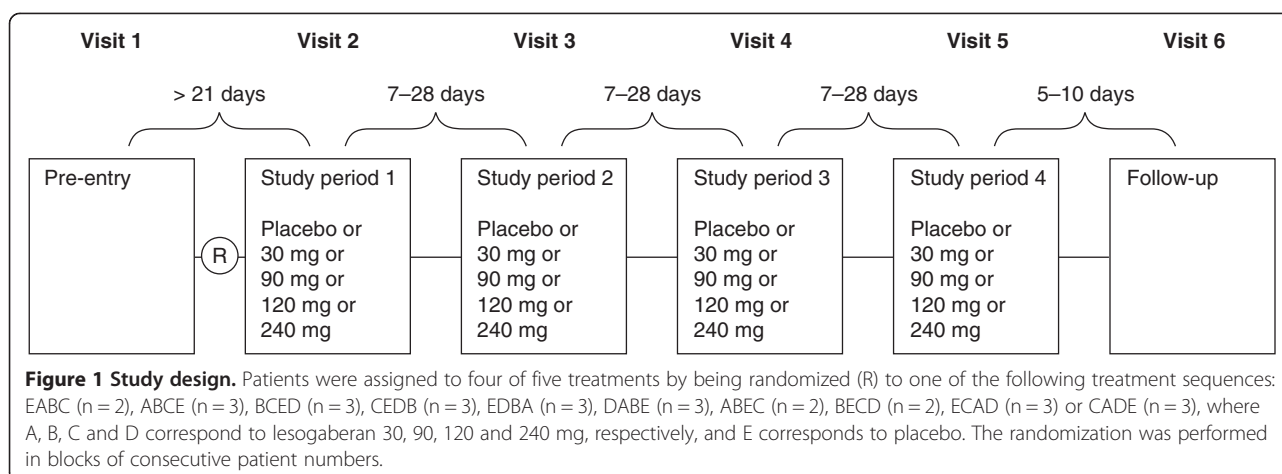 Visit 1 Visit 2 Visit 3 Visit 4 Visit 5 Visit 6
> 21 days 7–28 days 7–28 days 7–28 days 5–10 days
Pre-entry Study period 1 Study period 2 Study period 3 Study period 4 Follow-up
Placebo or Placebo or Placebo or Placebo or
30 mg or 30 mg or 30 mg or 30 mg or
R 90 mg or 90 mg or 90 mg or 90 mg or
120 mg or 120 mg or 120 mg or 120 mg or
240 mg 240 mg 240 mg 240 mg
Figure 1 Study design. Patients were assigned to four of five treatments by being randomized (R) to one of the following treatment sequences:
EABC (n = 2), ABCE (n = 3), BCED (n = 3), CEDB (n = 3), EDBA (n = 3), DABE (n = 3), ABEC (n = 2), BECD (n = 2), ECAD (n = 3) or CADE (n = 3), where
A, B, C and D correspond to lesogaberan 30, 90, 120 and 240 mg, respectively, and E corresponds to placebo. The randomization was performed
in blocks of consecutive patient numbers.